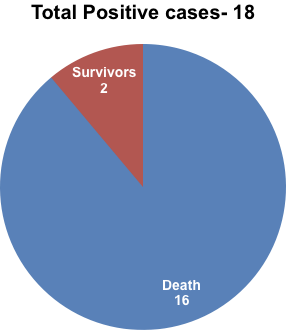 Total Positive cases- 18
Survivors
2
Death
16